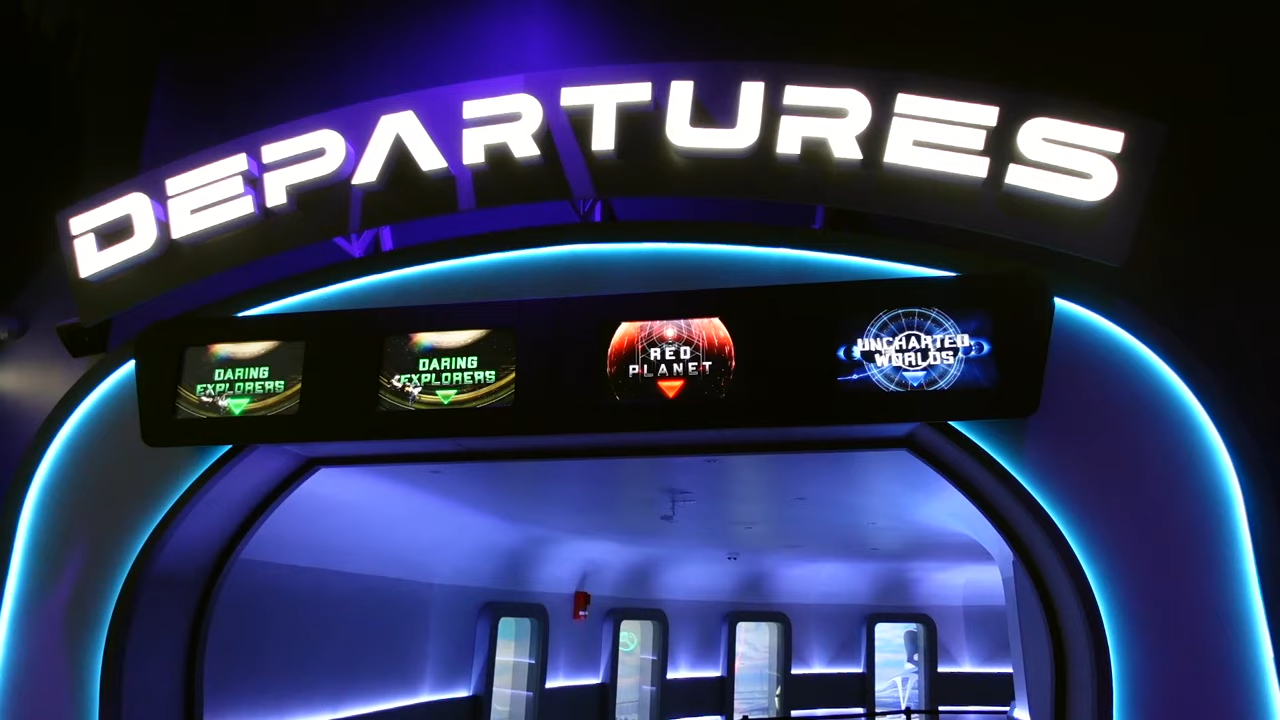 DEPARTURES
DARING
EXPLORERS
DARING
EXPLORERS
RED
PLANET
UNCHARTED
WORLDS